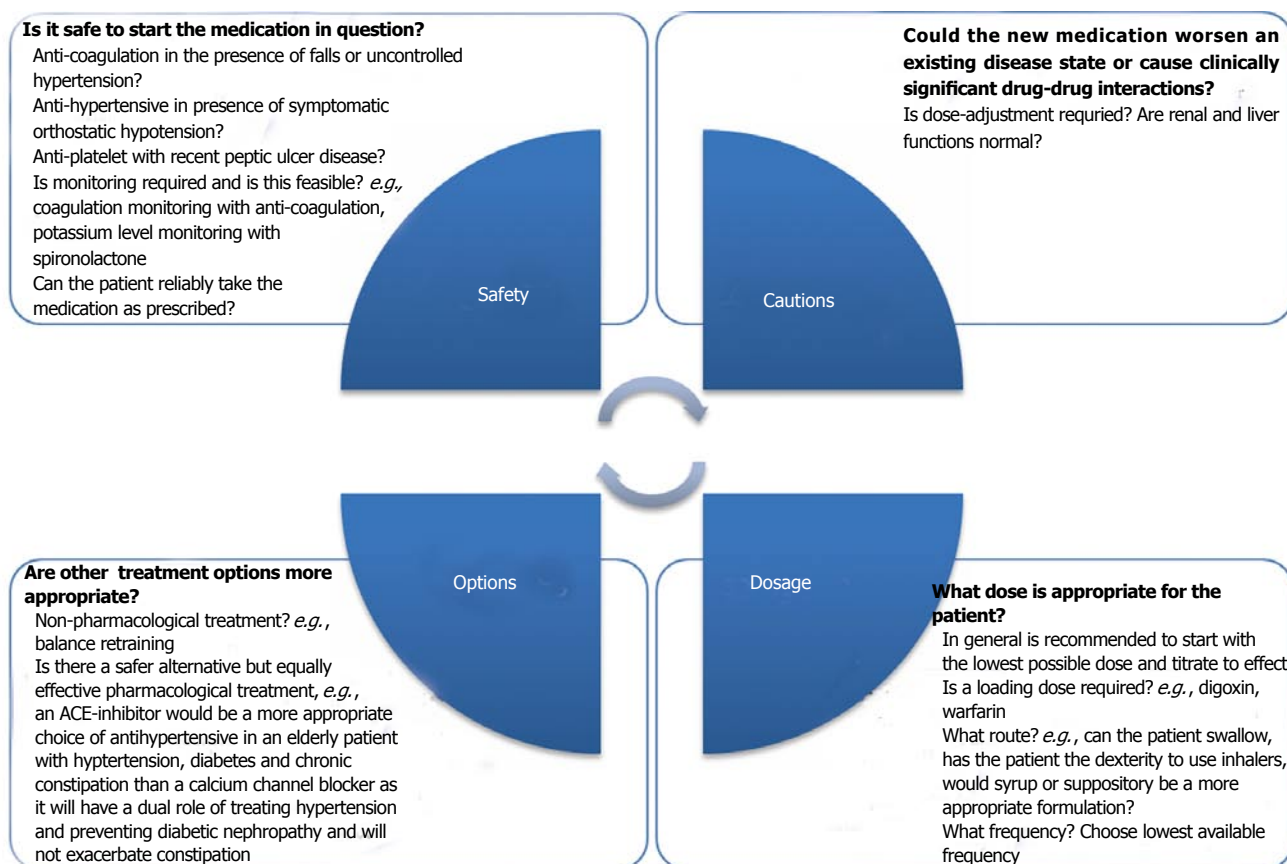 Is it safe to start the medication in question?
Anti-coagulation in the presence of falls or uncontrolled
hypertension?
Anti-hypertensive in presence of symptomatic
orthostatic hypotension?
Anti-platelet with recent peptic ulcer disease?
Is monitoring required and is this feasible? e.g.,
coagulation monitoring with anti-coagulation,
potassium level monitoring with
spironolactone
Can the patient reliably take the
medication as prescribed?
Safety
Could the new medication worsen an
existing disease state or cause clinically
significant drug-drug interactions?
Is dose-adjustment requried? Are renal and liver
functions normal?
Cautions
Are other treatment options more
appropriate?
Non-pharmacological treatment? e.g.,
balance retraining
Is there a safer alternative but equally
effective pharmacological treatment, e.g.,
an ACE-inhibitor would be a more appropriate
choice of antihypertensive in an elderly patient
with hyptertension, diabetes and chronic
constipation than a calcium channel blocker as
it will have a dual role of treating hypertension
and preventing diabetic nephropathy and will
not exacerbate constipation
Options
Dosage
What dose is appropriate for the
patient?
In general is recommended to start with
the lowest possible dose and titrate to effect
Is a loading dose required? e.g., digoxin,
warfarin
What route? e.g., can the patient swallow,
has the patient the dexterity to use inhalers,
would syrup or suppository be a more
appropriate formulation?
What frequency? Choose lowest available
frequency